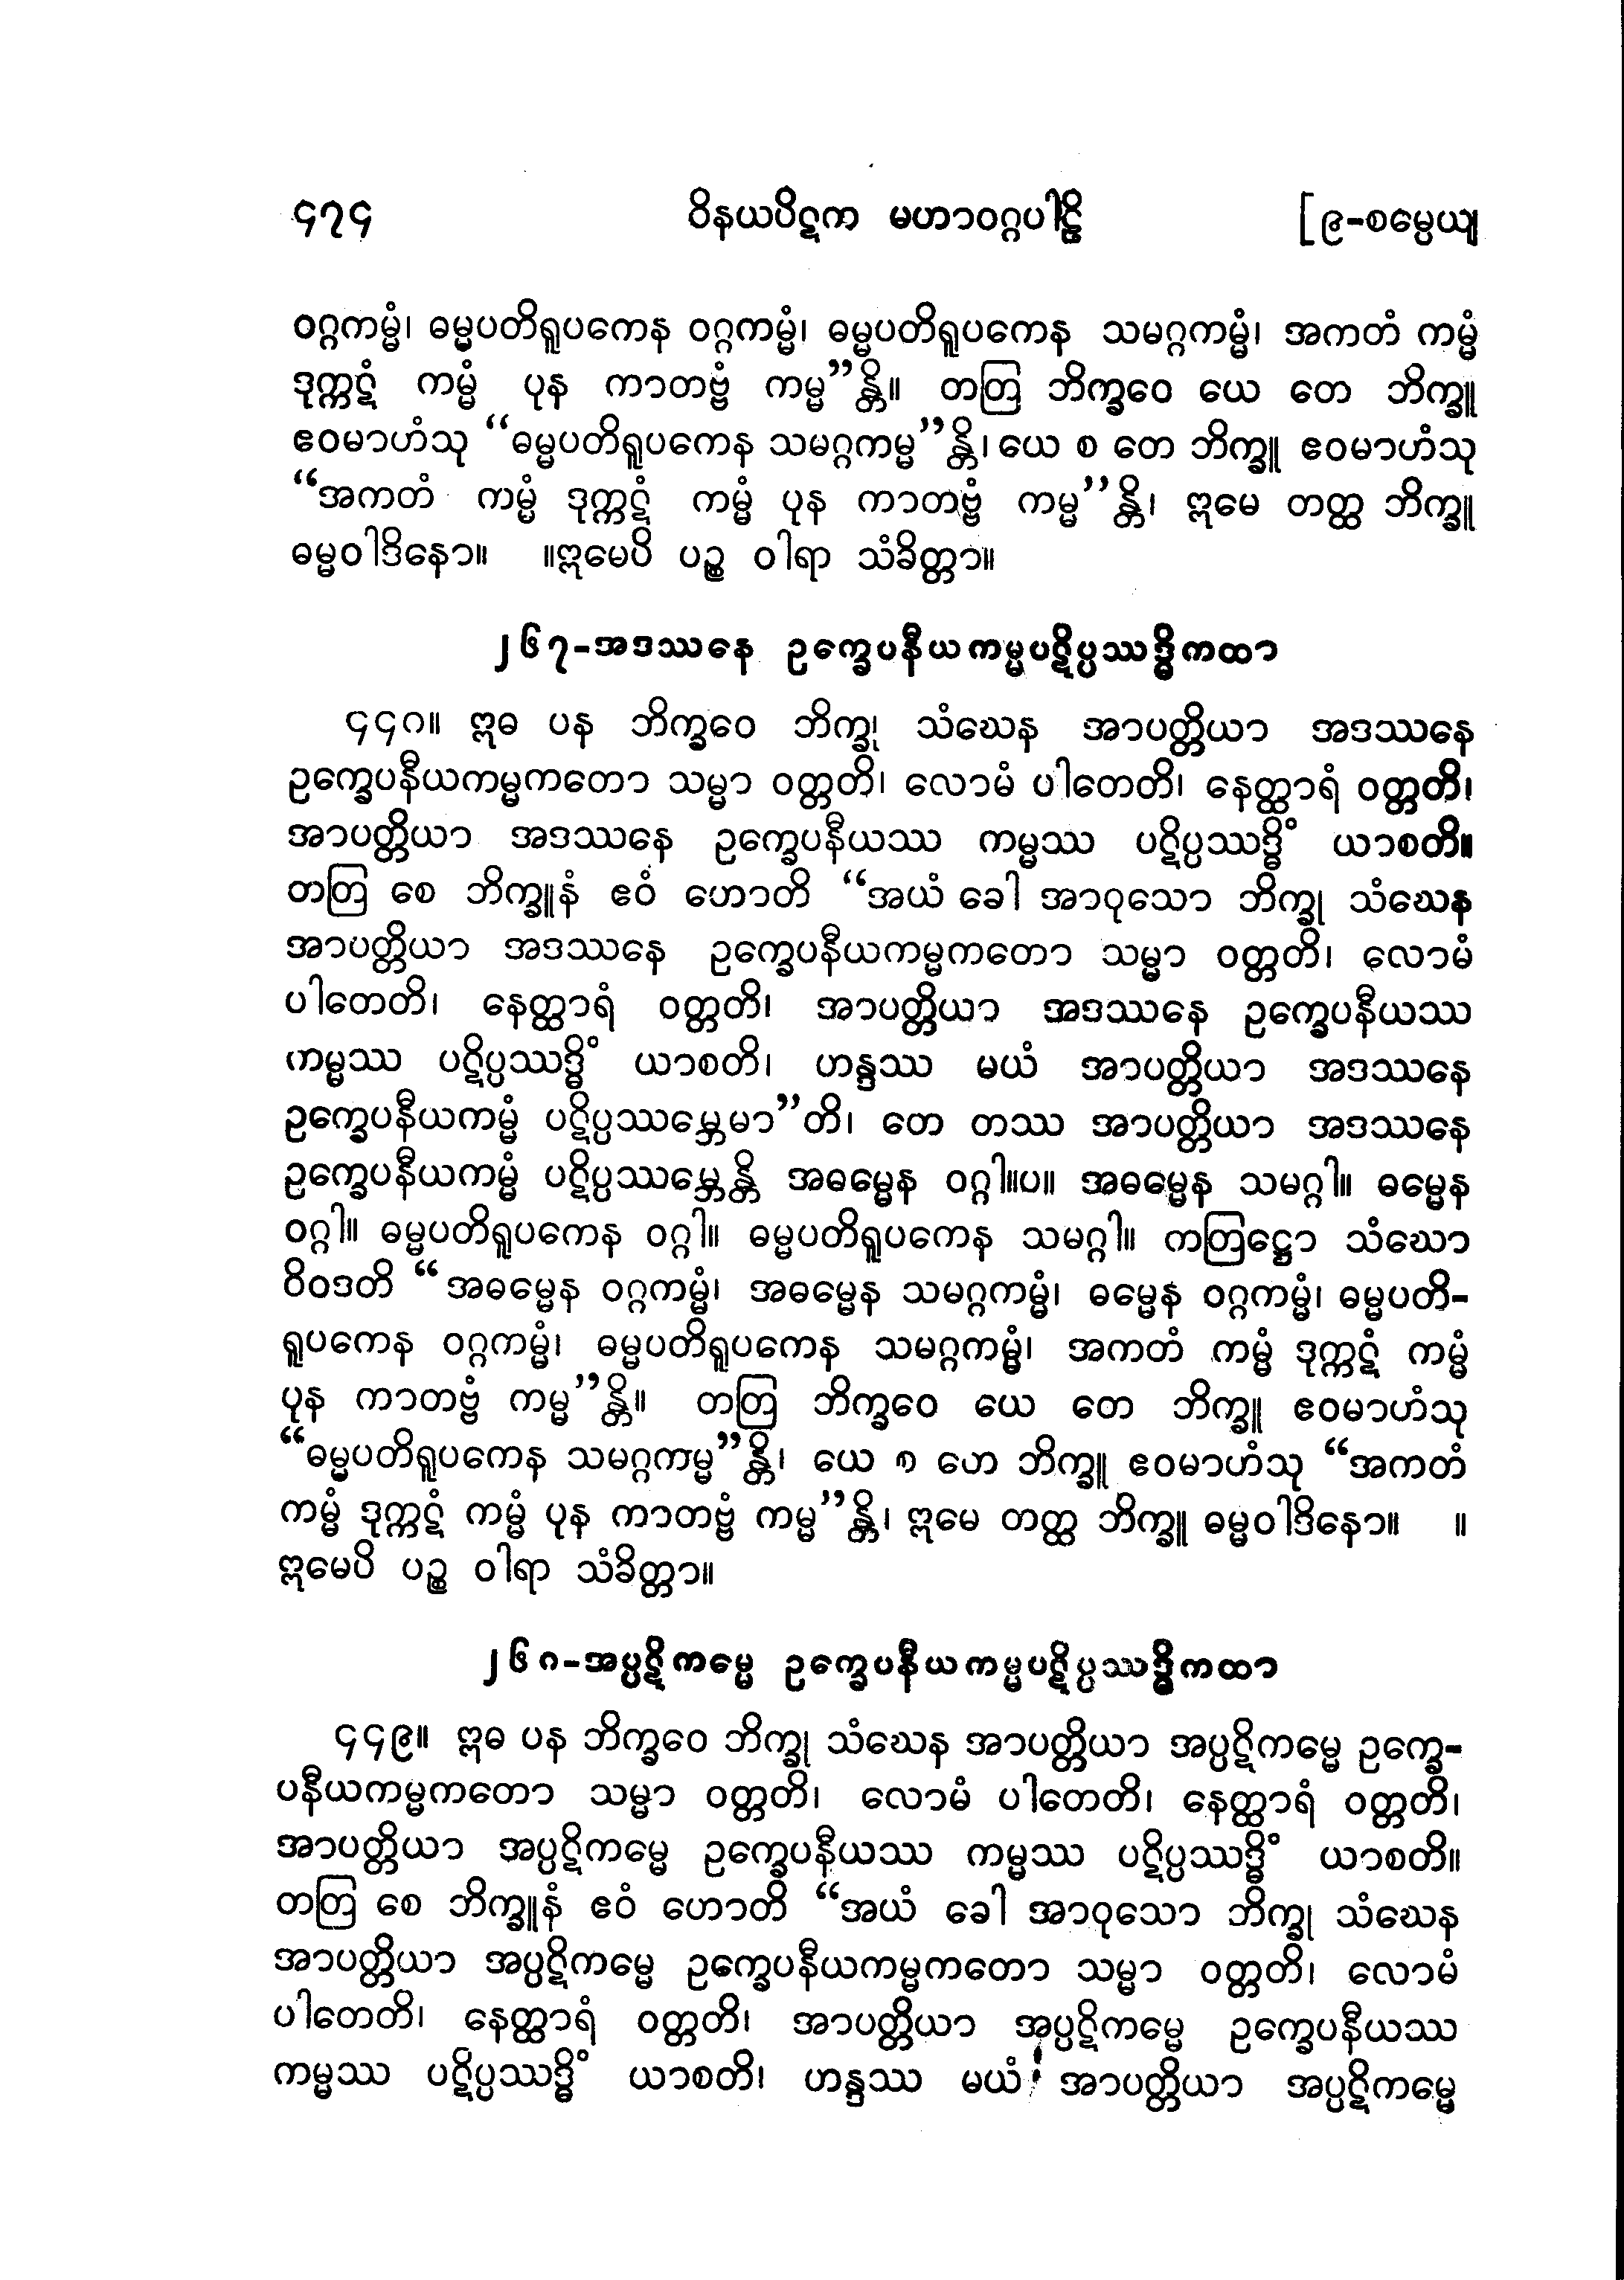 ၄၇၄ ဝိနယပိဋက မဟာဝဂ္ဂပါဠိ [၉-စမ္ပေယျ
ဝဂ္ဂကမ္မံ၊ ဓမ္မပတိရူပကေန ဝဂ္ဂကမ္မံ၊ ဓမ္မပတိရူပကေန သမဂ္ဂကမ္မံ၊ အကတံ ကမ္မံ
ဒုက္ကဋံ ကမ္မံ ပုန ကာတဗ္ဗံ ကမ္မ”န္တိ။ တတြ ဘိက္ခဝေ ယေ တေ ဘိက္ခူ
ဧဝမာဟံသု “ဓမ္မပတိရူပကေန သမဂ္ဂကမ္မ”န္တိ၊ ယေ စ တေ ဘိက္ခူ ဧဝမာဟံသု
“အကတံ ကမ္မံ ဒုက္ကဋံ ကမ္မံ ပုန ကာတဗ္ဗံ ကမ္မ”န္တိ၊ ဣမေ တတ္ထ ဘိက္ခူ
ဓမ္မဝါဒိနော။ ။ဣမေပိ ပဉ္စ ဝါရာ သံခိတ္တာ။
၂၆၇-အဒဿနေ ဥက္ခေပနီယကမ္မပဋိပ္ပဿဒ္ဓိကထာ
၄၄၈။ ဣဓ ပန ဘိက္ခဝေ ဘိက္ခု သံဃေန အာပတ္တိယာ အဒဿနေ
ဥက္ခေပနီယကမ္မကတော သမ္မာ ဝတ္တတိ၊ လောမံ ပါတေတိ၊ နေတ္ထာရံ ဝတ္တတိ၊
အာပတ္တိယာ အဒဿနေ ဥက္ခေပနီယဿ ကမ္မဿ ပဋိပ္ပဿဒ္ဓိံ ယာစတိ။
တတြ စေ ဘိက္ခူနံ ဧဝံ ဟောတိ “အယံ ခေါ အာဝုသော ဘိက္ခု သံဃေန
အာပတ္တိယာ အဒဿနေ ဥက္ခေပနီယကမ္မကတော သမ္မာ ဝတ္တတိ၊ လောမံ
ပါတေတိ၊ နေတ္ထာရံ ဝတ္တတိ၊ အာပတ္တိယာ အဒဿနေ ဥက္ခေပနီယဿ
ကမ္မဿ ပဋိပ္ပဿဒ္ဓိံ ယာစတိ၊ ဟန္ဒဿ မယံ အာပတ္တိယာ အဒဿနေ
ဥက္ခေပနီယကမ္မံ ပဋိပ္ပဿမ္ဘေမာ”တိ၊ တေ တဿ အာပတ္တိယာ အဒဿနေ
ဥက္ခေပနီယကမ္မံ ပဋိပ္ပဿမ္ဘေန္တိ အဓမ္မေန ဝဂ္ဂါ။ပ။ အဓမ္မေန သမဂ္ဂါ။ ဓမ္မေန
ဝဂ္ဂါ။ ဓမ္မပတိရူပကေန ဝဂ္ဂါ။ ဓမ္မပတိရူပကေန သမဂ္ဂါ။ ကတြဋ္ဌော သံဃော
ဝိဝဒတိ “အဓမ္မေန ဝဂ္ဂကမ္မံ၊ အဓမ္မေန သမဂ္ဂကမ္မံ၊ ဓမ္မေန ဝဂ္ဂကမ္မံ၊ ဓမ္မပတိ-
ရူပကေန ဝဂ္ဂကမ္မံ၊ ဓမ္မပတိရူပကေန သမဂ္ဂကမ္မံ၊ အကတံ ကမ္မံ ဒုက္ကဋံ ကမ္မံ
ပုန ကာတဗ္ဗံ ကမ္မ”န္တိ။ တတြ ဘိက္ခဝေ ယေ တေ ဘိက္ခူ ဧဝမာဟံသု
“ဓမ္မပတိရူပကေန သမဂ္ဂကမ္မ”န္တိ၊ ယေ စ ဟေ ဘိက္ခူ ဧဝမာဟံသု “အကတံ
ကမ္မံ ဒုက္ကဋံ ကမ္မံ ပုန ကာတဗ္ဗံ ကမ္မ”န္တိ၊ ဣမေ တတ္ထ ဘိက္ခူ ဓမ္မဝါဒိနော။ ။
ဣမေပိ ပဉ္စ ဝါရာ သံခိတ္တာ။
၂၆၈-အပ္ပဋိကမ္မေ ဥက္ခေပနီယကမ္မပဋိပ္ပဿဒ္ဓိကထာ
၄၄၉။ ဣဓ ပန ဘိက္ခဝေ ဘိက္ခု သံဃေန အာပတ္တိယာ အပ္ပဋိကမ္မေ ဥက္ခေ-
ပနီယကမ္မကတော သမ္မာ ဝတ္တတိ၊ လောမံ ပါတေတိ၊ နေတ္ထာရံ ဝတ္တတိ၊
အာပတ္တိယာ အပ္ပဋိကမ္မေ ဥက္ခေပနီယဿ ကမ္မဿ ပဋိပ္ပဿဒ္ဓိံ ယာစတိ။
တတြ စေ ဘိက္ခူနံ ဧဝံ ဟောတိ “အယံ ခေါ အာဝုသော ဘိက္ခု သံဃေန
အာပတ္တိယာ အပ္ပဋိကမ္မေ ဥက္ခေပနီယကမ္မကတော သမ္မာ ဝတ္တတိ၊ လောမံ
ပါတေတိ၊ နေတ္ထာရံ ဝတ္တတိ၊ အာပတ္တိယာ အပ္ပဋိကမ္မေ ဥက္ခေပနီယဿ
ကမ္မဿ ပဋိပ္ပဿဒ္ဓိံ ယာစတိ၊ ဟန္ဒဿ မယံ အာပတ္တိယာ အပ္ပဋိကမ္မေ